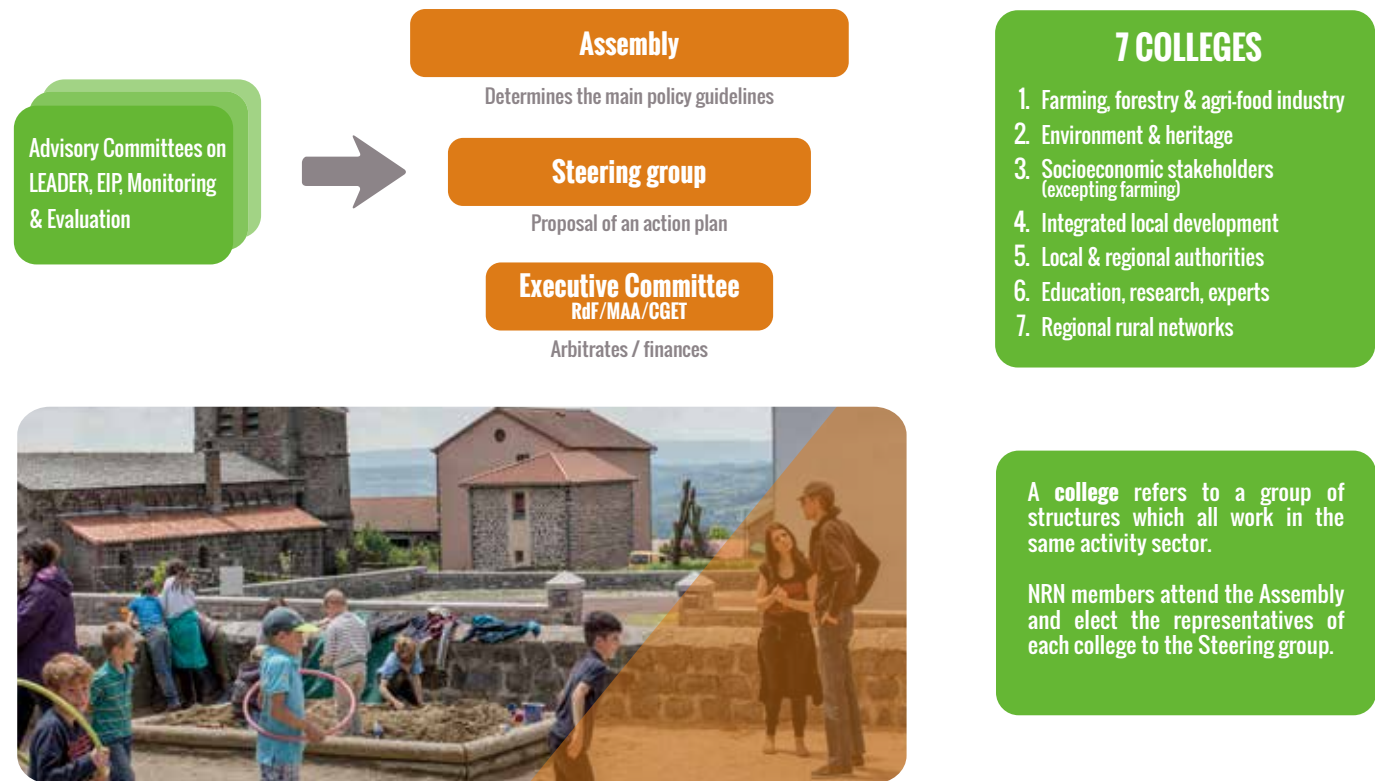 Advisory Committees on
LEADER, EIP, Monitoring
& Evaluation
Assembly
Determines the main policy guidelines
Steering group
Proposal of an action plan
Executive Committee
RdF/MAA/CGET
Arbitrates / finances
7 COLLEGES
1. Farming, forestry & agri-food industry
2. Environment & heritage
3. Socioeconomic stakeholders
(excepting farming)
4. Integrated local development
5. Local & regional authorities
6. Education, research, experts
7. Regional rural networks
A college refers to a group of
structures which all work in the
same activity sector.
NRN members attend the Assembly
and elect the representatives of
each college to the Steering group.